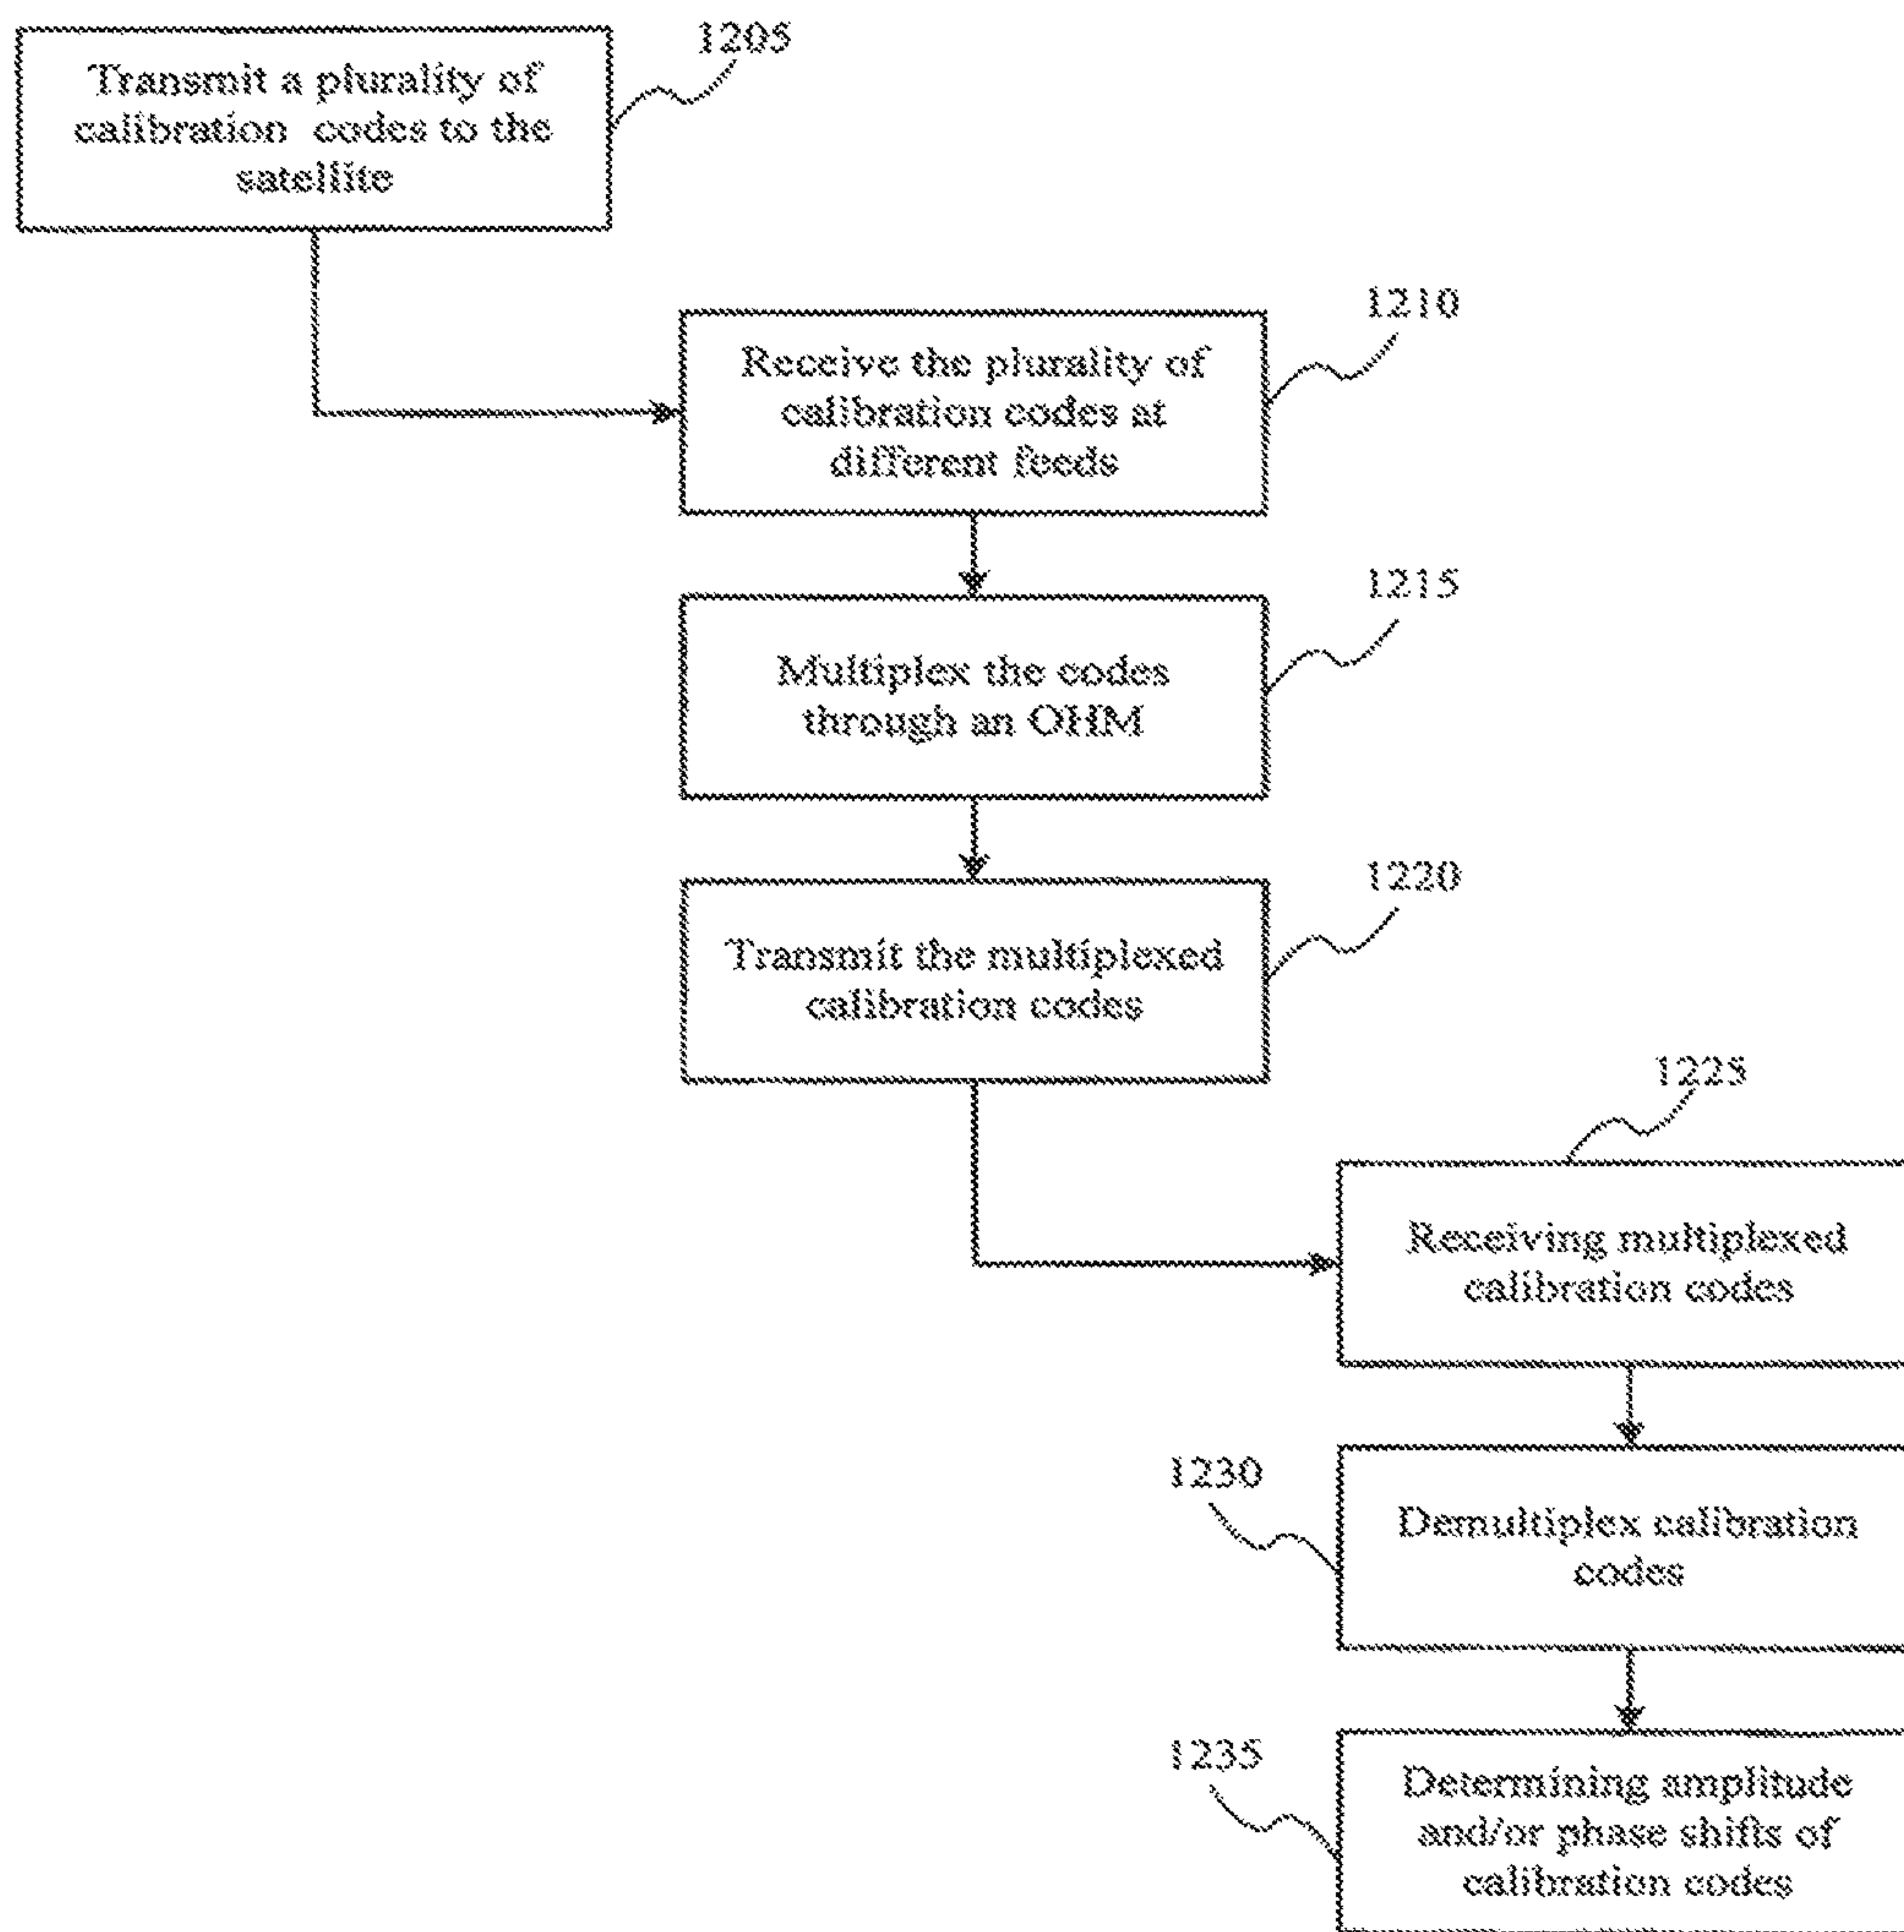 1205
Transmit a plurality of
calibration codes to the
satellite
1210
Receive the plurality of
calibration codes at
different feeds
1215
Multiplex the codes
through an OHM
1220
Transmit the multiplexed
calibration codes
1225
Receiving multiplexed
calibration codes
1230
Demultiplex calibration
codes
1235
Determining amplitude
and/or phase shifts of
calibration codes